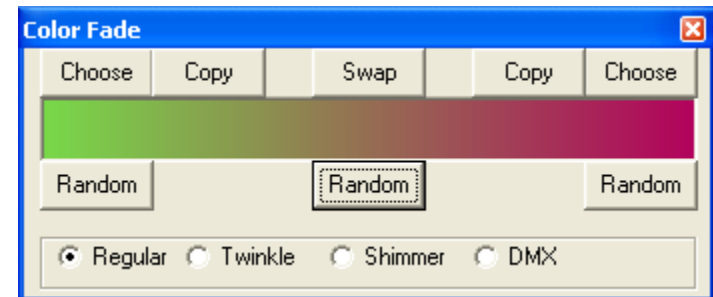 Color Fade
Choose Copy Swap Copy Choose
Random Random Random
Regular Twinkle Shimmer DMX